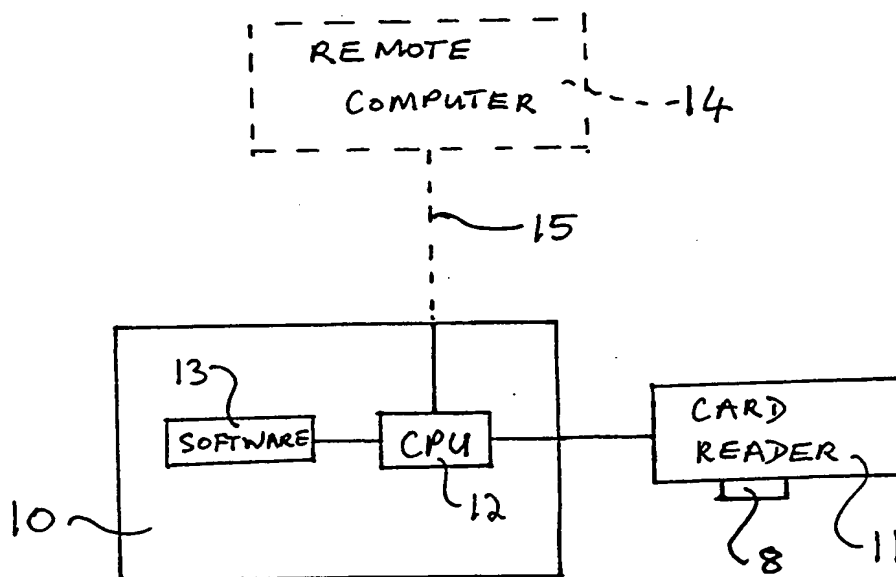 REMOTE
COMPUTER
14
15
13
SOFTWARE
CPU
12
10
CARD
READER
8
11